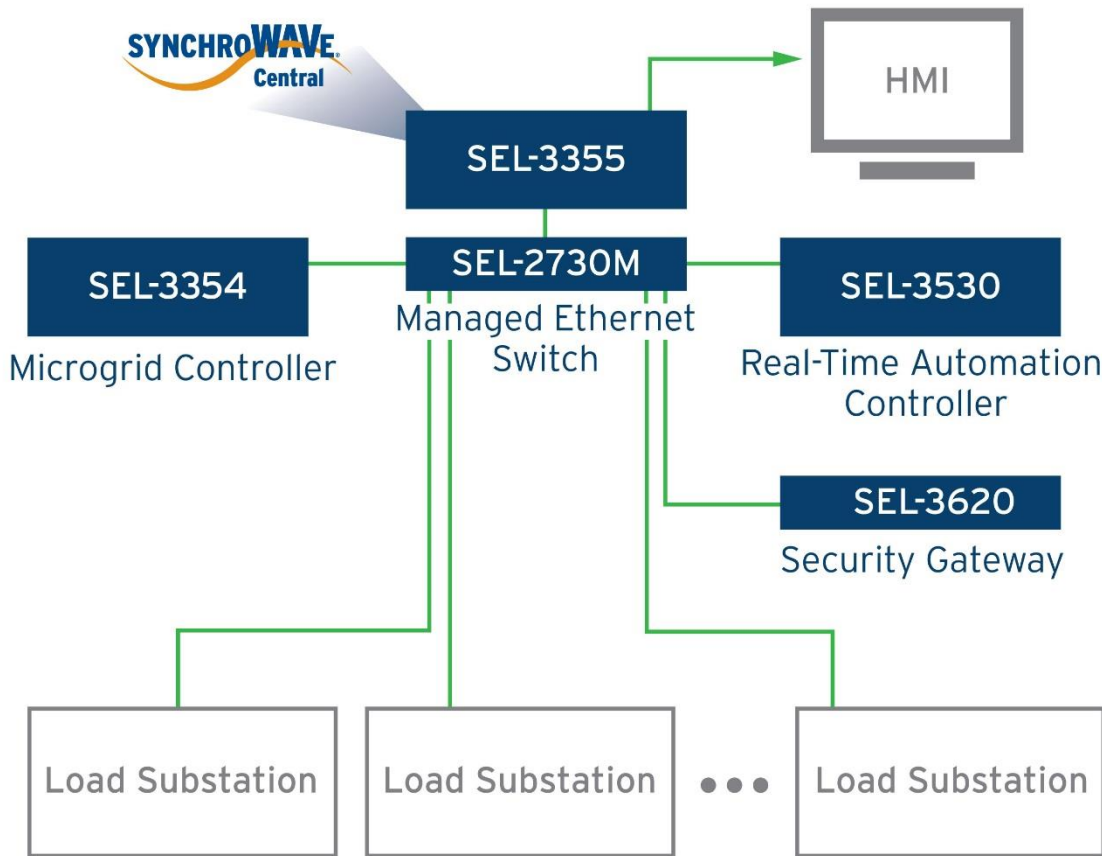 SYNCHROWAVE®
Central
HMI
SEL-3355
SEL-3354
SEL-2730M
SEL-3530
Microgrid Controller
Managed Ethernet
Switch
Real-Time Automation
Controller
SEL-3620
Security Gateway
Load Substation
Load Substation
Load Substation